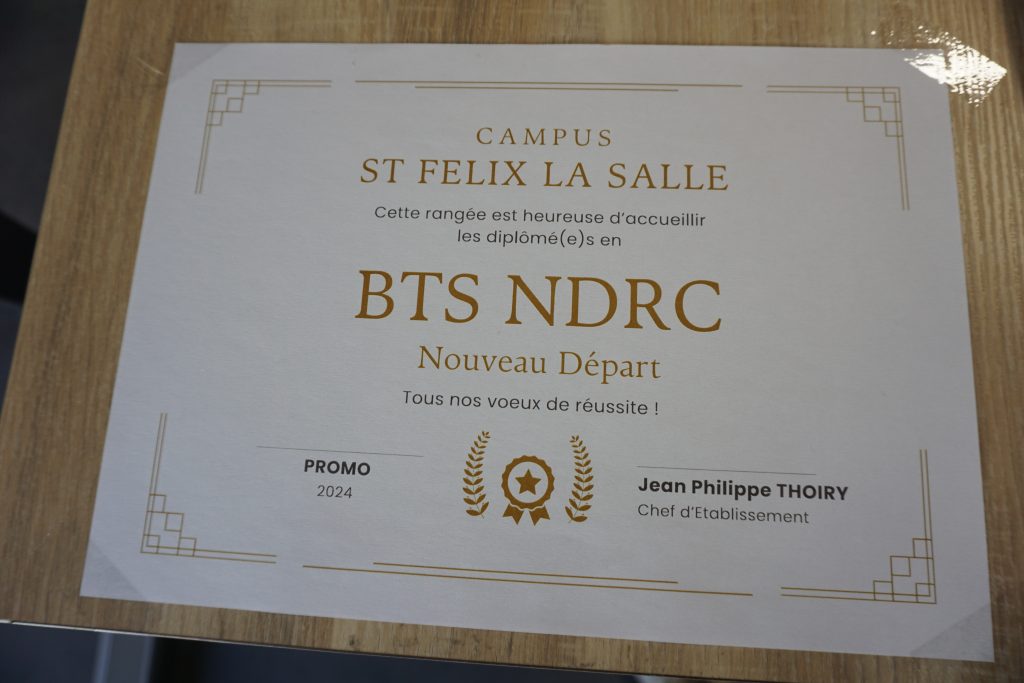 CAMPUS
ST FELIX LA SALLE
Cette rangée est heureuse d'accueillir
les diplômé(e)s en
BTS NDRC
Nouveau Départ
Tous nos voeux de réussite !
PROMO
2024
Jean Philippe THOIRY
Chef d'Etablissement